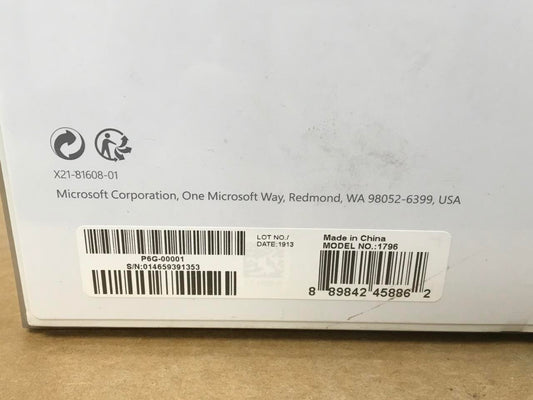 X21-81608-01
Microsoft Corporation, One Microsoft Way, Redmond, WA 98052-6399, USA
P6G-00001
S/N:014659391353
LOT NO./
DATE:1913
Made in China
MODEL NO.:1796
8 89842 45886 2